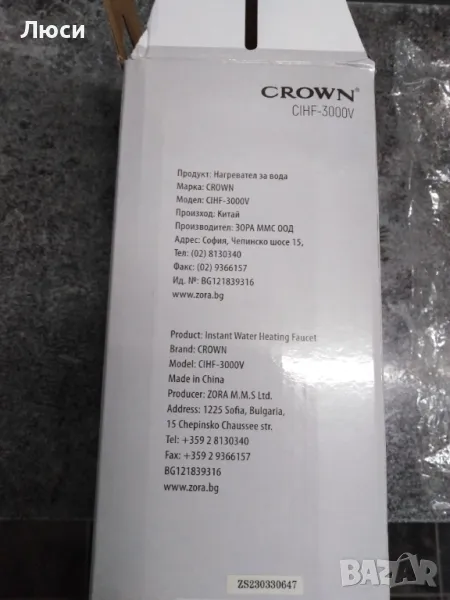 Люси
CROWN®
CIHF-3000V
Продукт: Нагревател за вода
Марка: CROWN
Модел: CIHF-3000V
Произход: Китай
Производител: ЗОРА ММС ООД
Адрес: София, Чепинско шосе 15,
Тел: (02) 8130340
Факс: (02) 9366157
Ид. №: BG121839316
www.zora.bg
Product: Instant Water Heating Faucet
Brand: CROWN
Model: CIHF-3000V
Made in China
Producer: ZORA M.M.S Ltd.
Address: 1225 Sofia, Bulgaria,
15 Chepinsko Chaussee str.
Tel: +359 2 8130340
Fax: +359 2 9366157
BG121839316
www.zora.bg
ZS230330647
BAZAR